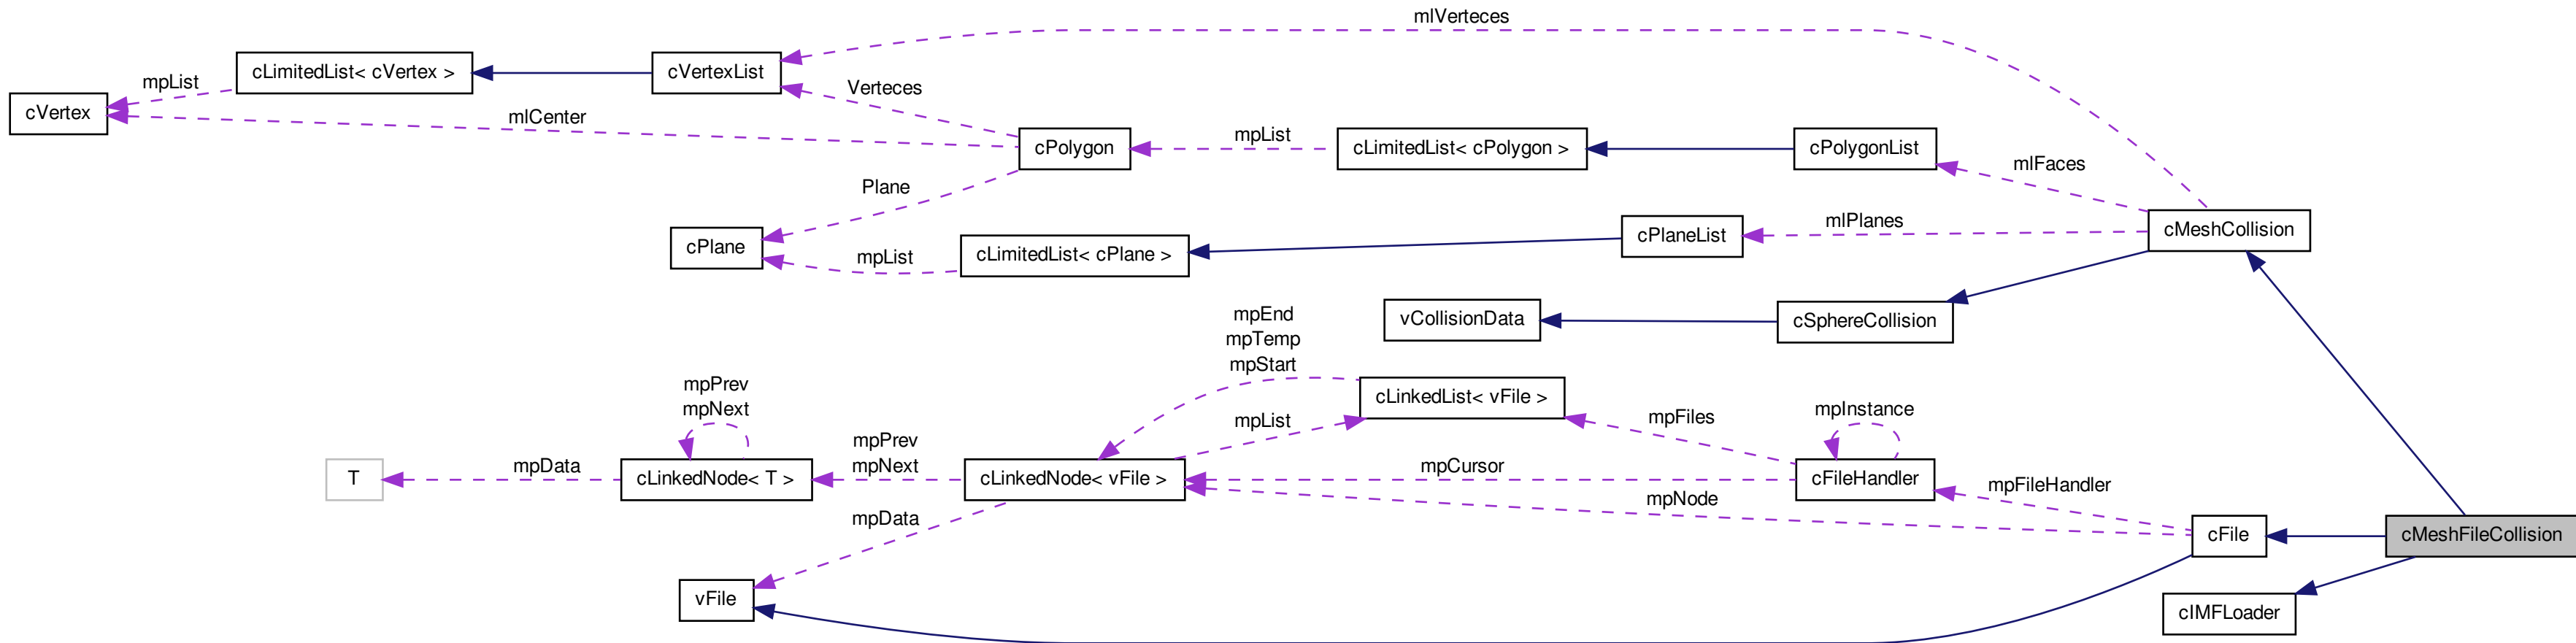 mlVerteces
cLimitedList< cVertex >
cVertexList
mpList
Verteces
cVertex
mlCenter
mpList
cPolygon
cLimitedList< cPolygon >
cPolygonList
mlFaces
Plane
mlPlanes
cMeshCollision
cPlane
cPlaneList
mpList
cLimitedList< cPlane >
mpEnd
mpTemp
mpStart
vCollisionData
cSphereCollision
mpPrev
mpNext
cLinkedList< vFile >
mpInstance
mpList
mpFiles
mpPrev
mpNext
mpData
mpCursor
T
cLinkedNode< T >
cLinkedNode< vFile >
cFileHandler
mpFileHandler
mpNode
mpData
cFile
cMeshFileCollision
vFile
cIMFLoader